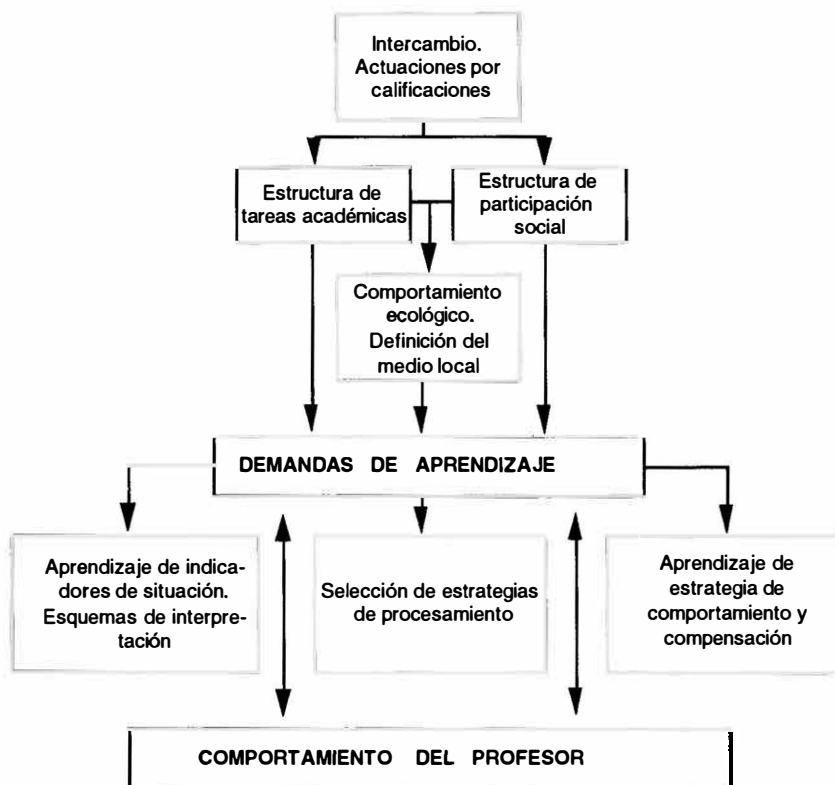 Intercambio.
Actuaciones por
calificaciones
Estructura de
tareas académicas
Estructura de
participación
social
Comportamiento
ecológico.
Definición del
medio local
DEMANDAS DE APRENDIZAJE
Aprendizaje de indica-
dores de situación.
Esquemas de interpre-
tación
Selección de estrategias
de procesamiento
Aprendizaje de
estrategia de
comportamiento y
compensación
COMPORTAMIENTO DEL PROFESOR